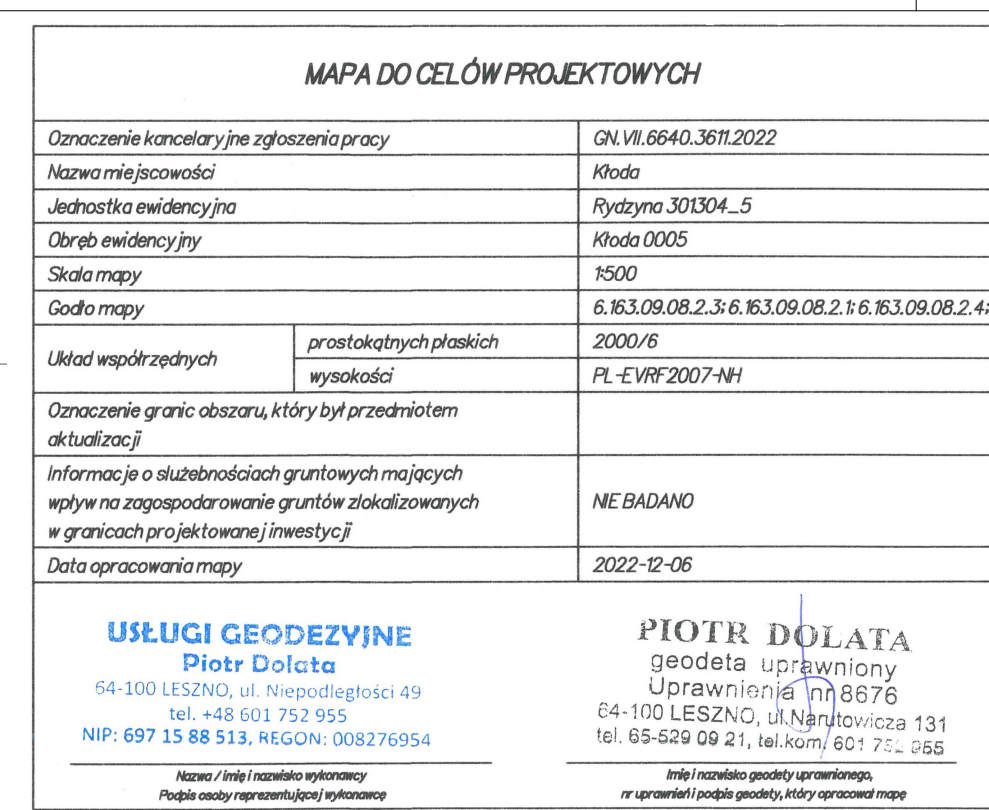 MAPA DO CELÓW PROJEKTOWYCH
Oznaczenie kancelaryjne zgłoszenia pracy GN.VII.6640.3611.2022
Nazwa miejscowości Kłoda
Jednostka ewidencyjna Rydzyna 301304_5
Obręb ewidencyjny Kłoda 0005
Skala mapy 1:500
Godło mapy 6.163.09.08.2.3; 6.163.09.08.2.1; 6.163.09.08.2.4;
Układ współrzędnych prostokątnych płaskich 2000/6
wysokości PL-EVRF2007-NH
Oznaczenie granic obszaru, który był przedmiotem
aktualizacji
Informacje o służebnościach gruntowych mających
wpływ na zagospodarowanie gruntów zlokalizowanych
w granicach projektowanej inwestycji
NIE BADANO
Data opracowania mapy 2022-12-06
USŁUGI GEODEZYJNE
Piotr Dolata
64-100 LESZNO, ul. Niepodległości 49
tel. +48 601 752 955
NIP: 697 15 88 513, REGON: 008276954
Nazwa / imię i nazwisko wykonawcy
Podpis osoby reprezentującej wykonawcę
PIOTR DOLATA
geodeta uprawniony
Uprawnienia nr 8676
64-100 LESZNO, ul.Narutowicza 131
tel. 65-529 09 21, tel.kom. 601 752 955
Imię i nazwisko geodety uprawnionego,
nr uprawnień i podpis geodety, który opracował mapę